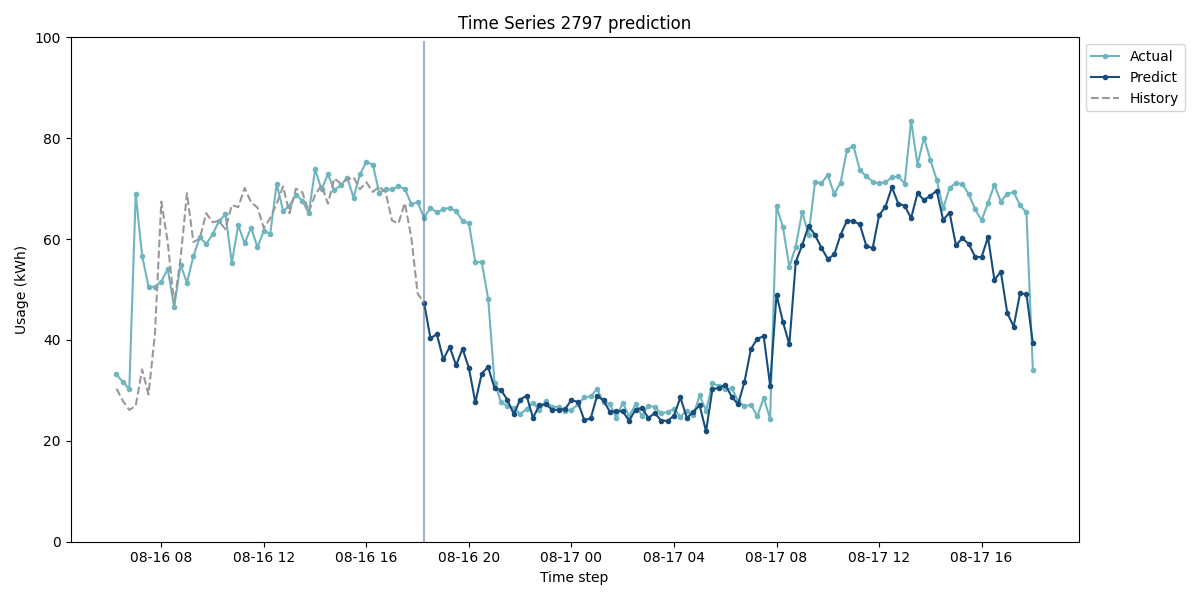 Time Series 2797 prediction
Usage (kWh)
100
80
60
40
20
0
08-16 08
08-16 12
08-16 16
08-16 20
08-17 00
08-17 04
08-17 08
08-17 12
08-17 16
Time step
Actual
Predict
History